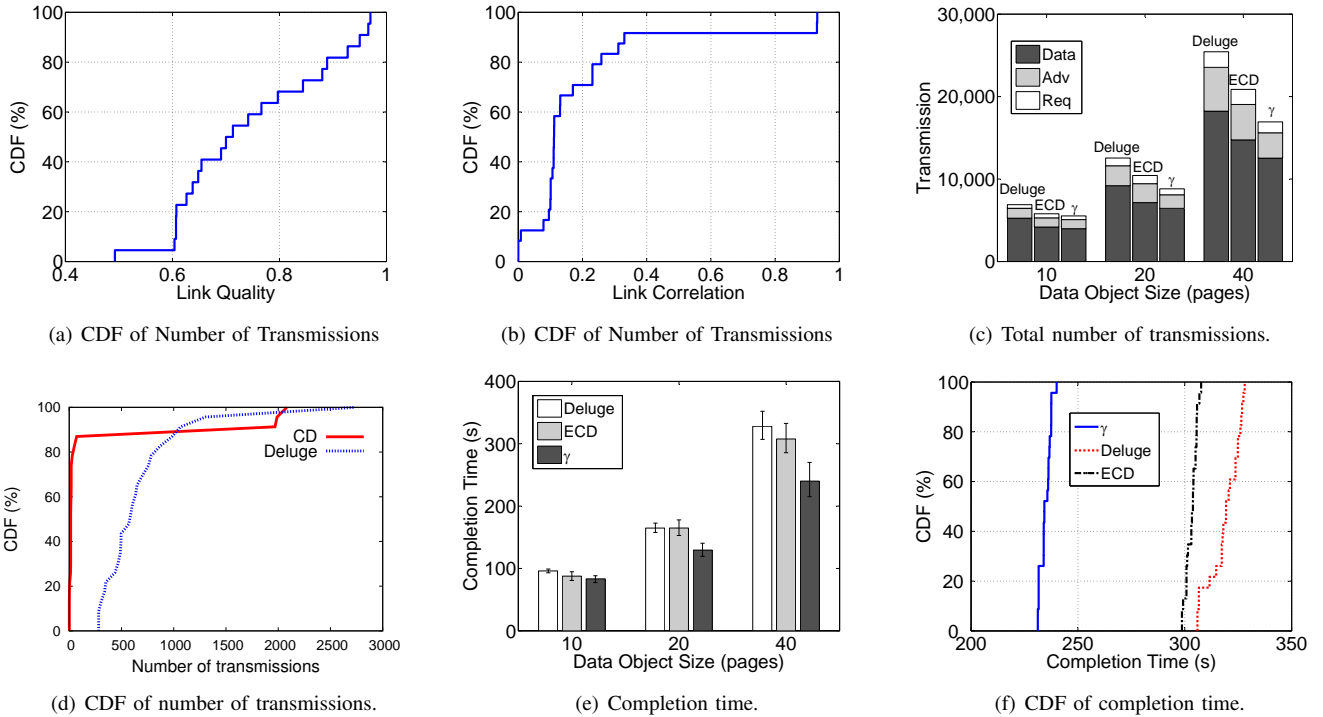 100
80
60
40
20
0
0.4
0.6
0.8
1
CDF (%)
Link Quality
(a) CDF of Number of Transmissions
100
80
60
40
20
0
0
0.2
0.4
0.6
0.8
1
CDF (%)
Link Correlation
(b) CDF of Number of Transmissions
30,000
20,000
10,000
0
Transmission
Data
Adv
Req
Deluge
ECD
γ
Deluge
ECD
γ
Deluge
ECD
γ
10
20
40
Data Object Size (pages)
(c) Total number of transmissions.
100
80
60
40
20
0
0
500
1000
1500
2000
2500
3000
CDF (%)
CD
Deluge
Number of transmissions
(d) CDF of number of transmissions.
400
300
200
100
0
Completion Time (s)
Deluge
ECD
γ
10
20
40
Data Object Size (pages)
(e) Completion time.
100
80
60
40
20
0
200
250
300
350
CDF (%)
γ
Deluge
ECD
Completion Time (s)
(f) CDF of completion time.